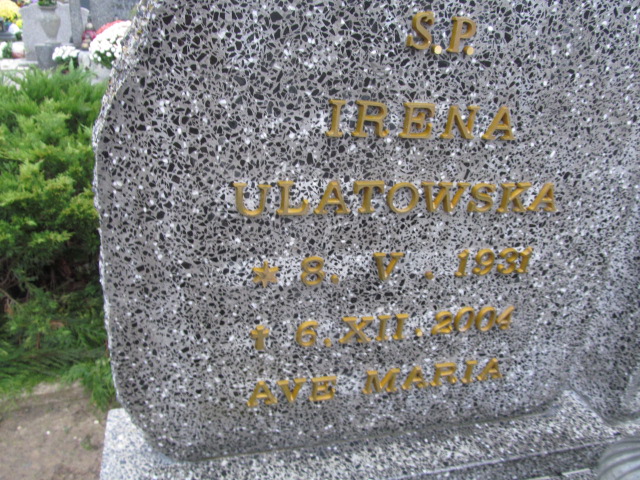 Ś.P.
IRENA
ULATOWSKA
* 8. V. 1931
† 6. XII. 2004
AVE MARIA